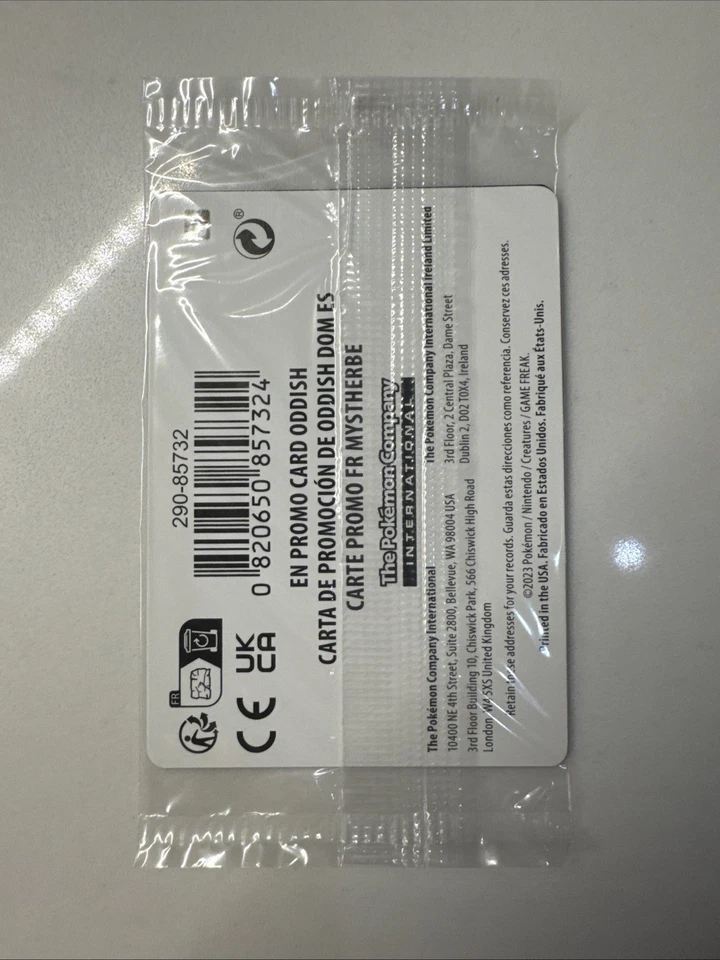 FR
CE
UK
CA
290-85732
0 820650 857324
®
EN PROMO CARD ODDISH
CARTA DE PROMOCIÓN DE ODDISH DOM ES
CARTE PROMO FR MYSTHERBE
The Pokémon Company
INTERNATIONAL
The Pokémon Company International
10400 NE 4th Street, Suite 2800, Bellevue, WA 98004 USA
3rd Floor Building 10, Chiswick Park, 566 Chiswick High Road
London W4 5XS United Kingdom
The Pokémon Company International Ireland Limited
3rd Floor, 2 Central Plaza, Dame Street
Dublin 2, D02 T0X4, Ireland
Retain these addresses for your records. Guarda estas direcciones como referencia. Conservez ces adresses.
©2023 Pokémon / Nintendo / Creatures / GAME FREAK.
Printed in the USA. Fabricado en Estados Unidos. Fabriqué aux États-Unis.